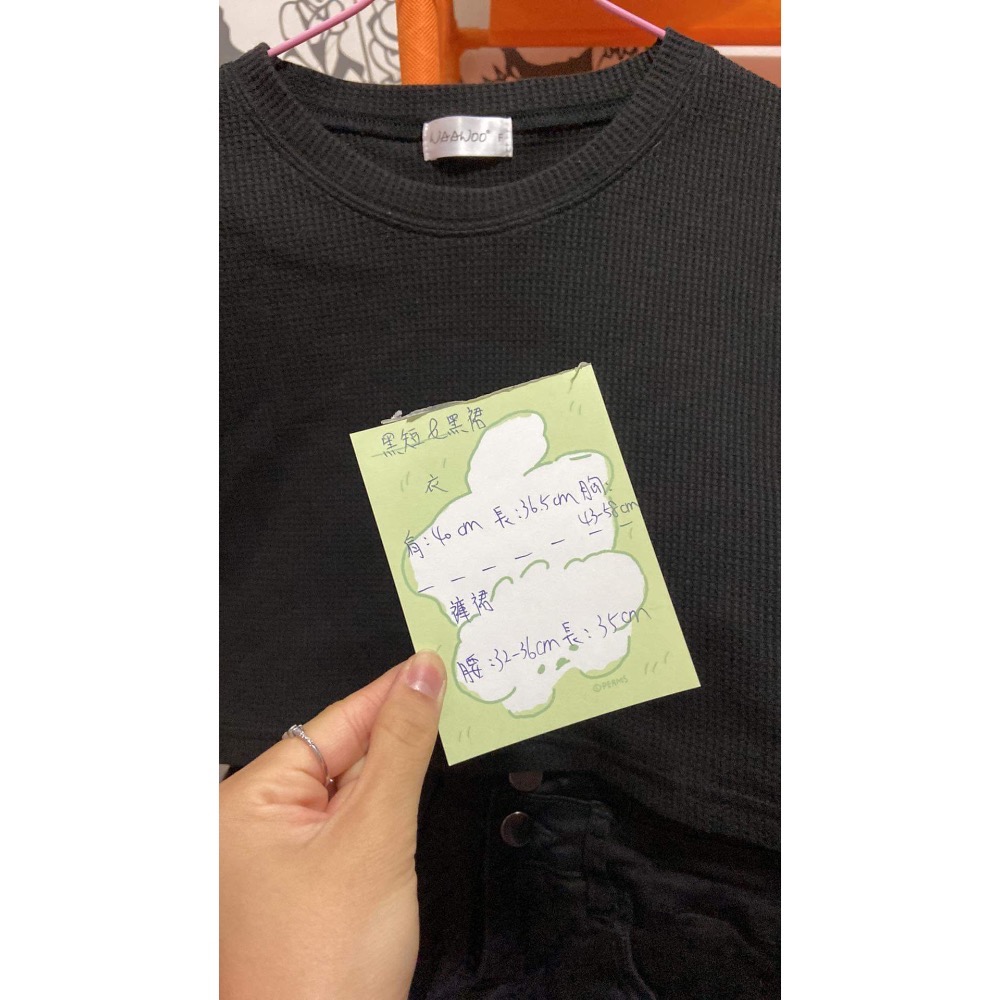 NAAWOO
黑短&黑裙
衣
肩:40cm 長:36.5cm 胸:
43-58cm
褲裙
腰:32-36cm 長:35cm